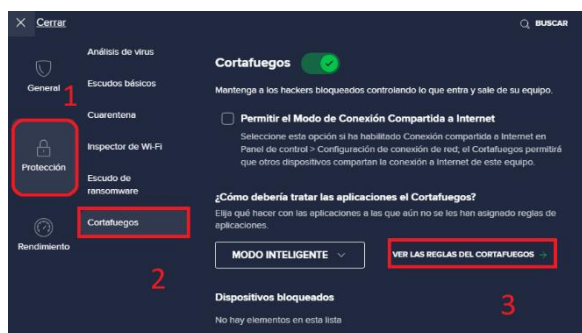 Cerrar
BUSCAR
General
1
Protección
Rendimiento
Análisis de virus
Escudos básicos
Cuarentena
Inspector de Wi-Fi
Escudo de
ransomware
Cortafuegos
2
Cortafuegos
Mantenga a los hackers bloqueados controlando lo que entra y sale de su equipo.
Permitir el Modo de Conexión Compartida a Internet
Seleccione esta opción si ha habilitado Conexión compartida a Internet en
Panel de control > Configuración de conexión de red; el Cortafuegos permitirá
que otros dispositivos compartan la conexión a Internet de este equipo.
¿Cómo debería tratar las aplicaciones el Cortafuegos?
Elija qué hacer con las aplicaciones a las que aún no se les han asignado reglas de
aplicaciones.
MODO INTELIGENTE
VER LAS REGLAS DEL CORTAFUEGOS →
3
Dispositivos bloqueados
No hay elementos en esta lista